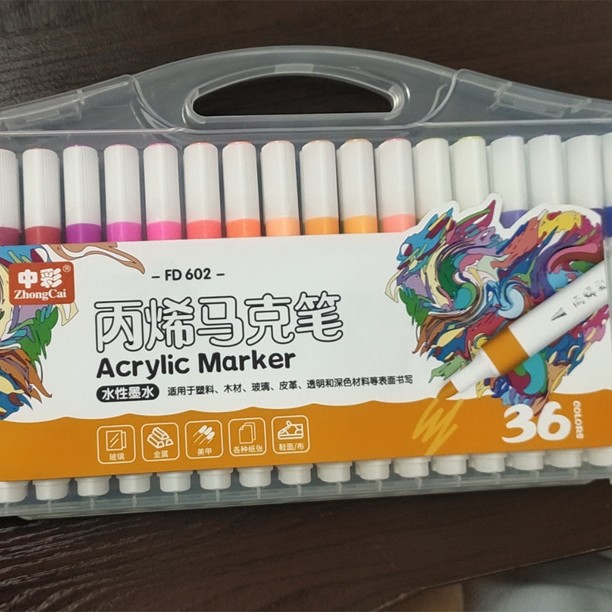 中彩®
ZhongCai
– FD 602 –
丙烯马克笔
Acrylic Marker
水性墨水 适用于塑料、木材、玻璃、皮革、透明和深色材料等表面书写
玻璃 金属 美甲 各种纸张 鞋面/布
36 COLORS